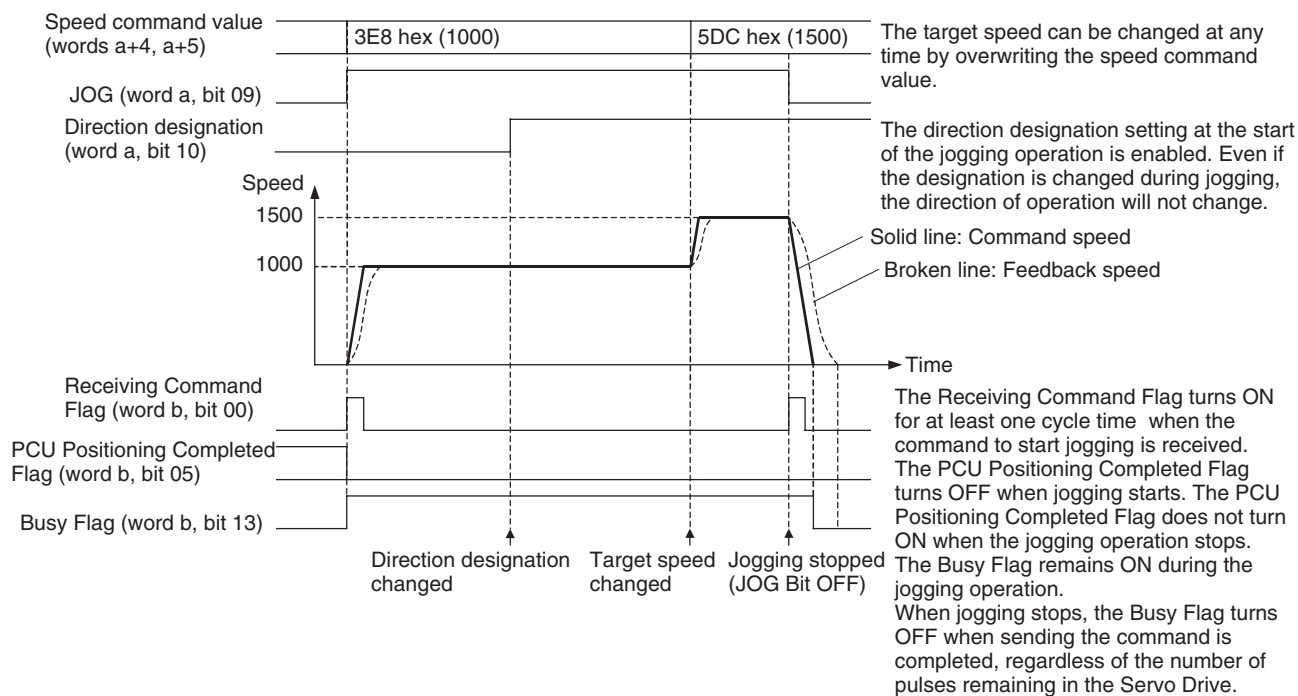 Speed command value
(words a+4, a+5)
3E8 hex (1000)
5DC hex (1500)
The target speed can be changed at any
time by overwriting the speed command
value.
JOG (word a, bit 09)
Direction designation
(word a, bit 10)
The direction designation setting at the start
of the jogging operation is enabled. Even if
the designation is changed during jogging,
the direction of operation will not change.
Speed
1500
1000
Solid line: Command speed
Broken line: Feedback speed
Time
Receiving Command
Flag (word b, bit 00)
The Receiving Command Flag turns ON
for at least one cycle time when the
command to start jogging is received.
PCU Positioning Completed
Flag (word b, bit 05)
The PCU Positioning Completed Flag
turns OFF when jogging starts. The PCU
Positioning Completed Flag does not turn
ON when the jogging operation stops.
Busy Flag (word b, bit 13)
The Busy Flag remains ON during the
jogging operation.
When jogging stops, the Busy Flag turns
OFF when sending the command is
completed, regardless of the number of
pulses remaining in the Servo Drive.
Direction designation
changed
Target speed
changed
Jogging stopped
(JOG Bit OFF)